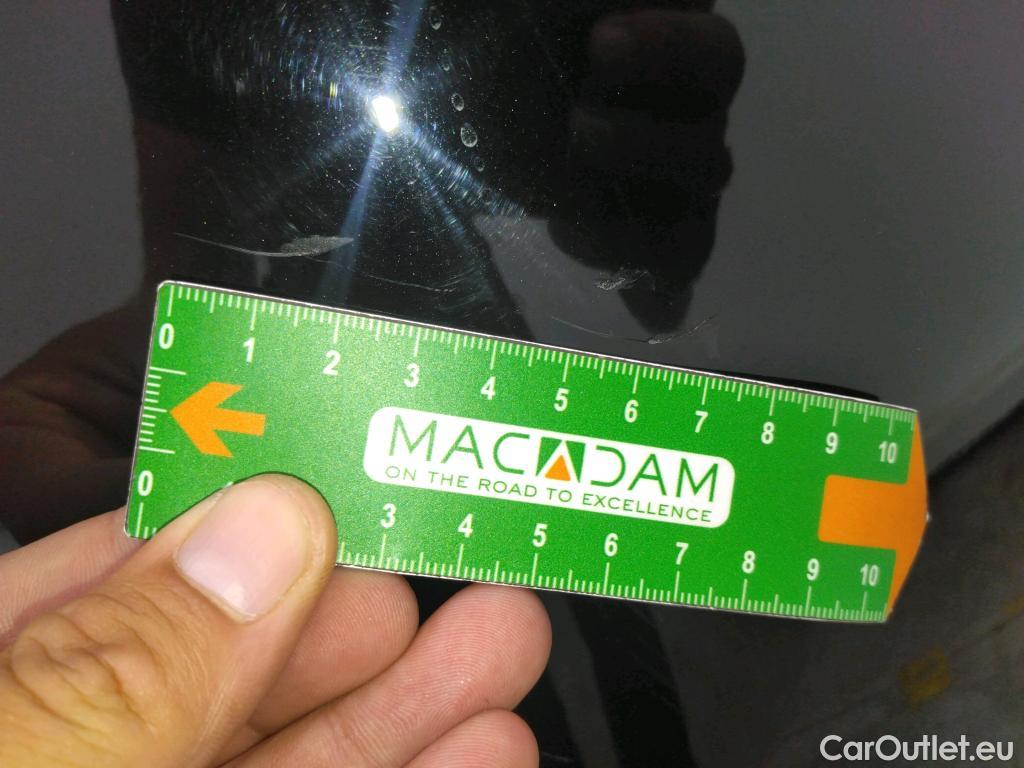 0 1 2 3 4 5 6 7 8 9 10
MACADAM
ON THE ROAD TO EXCELLENCE
0 3 4 5 6 7 8 9 10
CarOutlet.eu